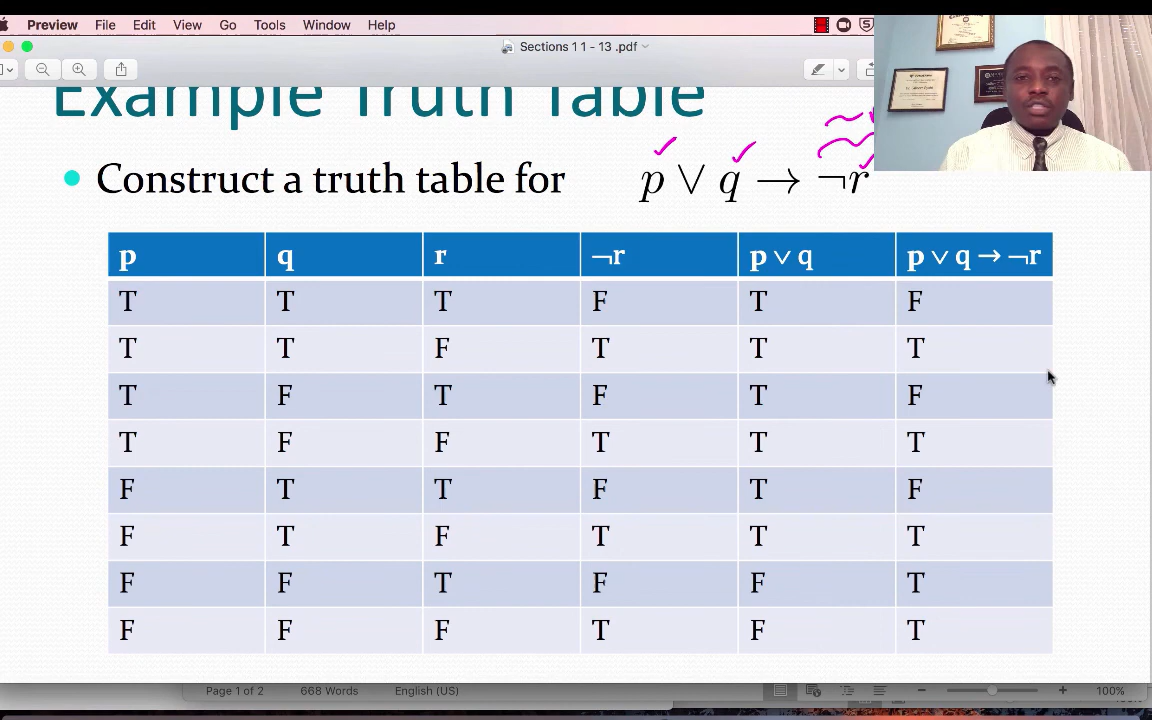 Preview File Edit View Go Tools Window Help
Sections 1 1 - 13 .pdf
Example Truth Table
Construct a truth table for p ∨ q → ¬r
p q r ¬r p ∨ q p ∨ q → ¬r
T T T F T F
T T F T T T
T F T F T F
T F F T T T
F T T F T F
F T F T T T
F F T F F T
F F F T F T
Page 1 of 2 668 Words English (US) 100%